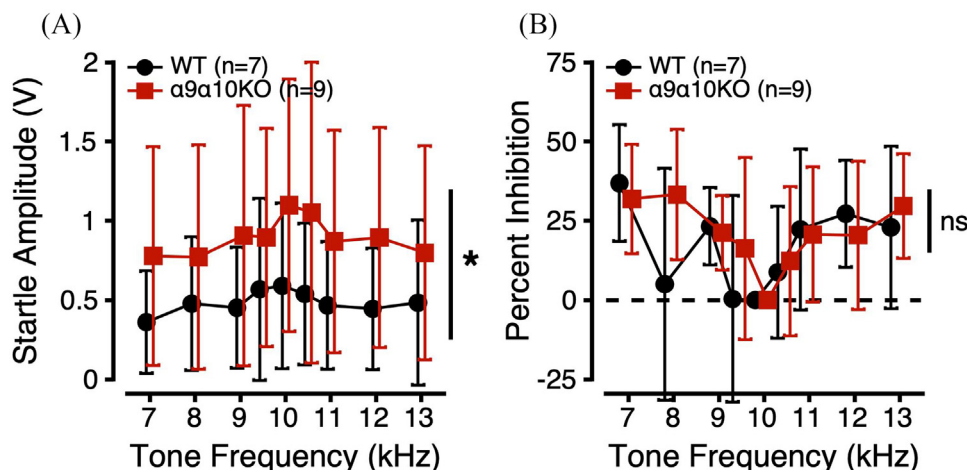 (A)
WT (n=7)
α9α10KO (n=9)
Startle Amplitude (V)
2
1.5
1
0.5
0
*
7 8 9 10 11 12 13
Tone Frequency (kHz)
(B)
WT (n=7)
α9α10KO (n=9)
Percent Inhibition
75
50
25
0
-25
ns
7 8 9 10 11 12 13
Tone Frequency (kHz)